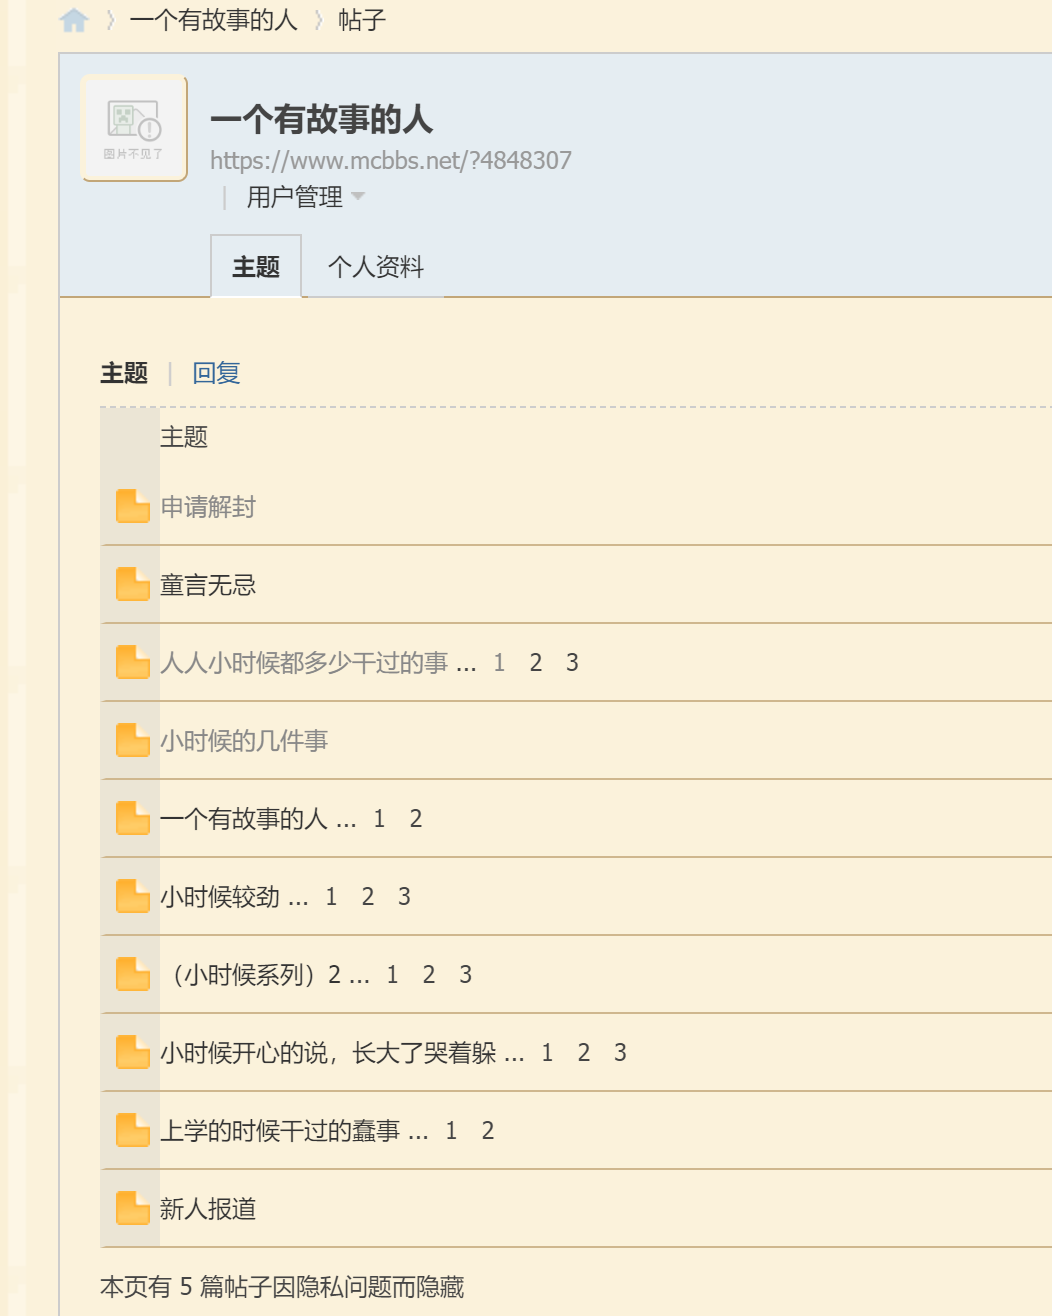 一个有故事的人 帖子
图片不见了
一个有故事的人
https://www.mcbbs.net/?4848307
| 用户管理
主题 个人资料
主题 | 回复
主题
申请解封
童言无忌
人人小时候都多少干过的事 ... 1 2 3
小时候的几件事
一个有故事的人 ... 1 2
小时候较劲 ... 1 2 3
（小时候系列）2 ... 1 2 3
小时候开心的说，长大了哭着躲 ... 1 2 3
上学的时候干过的蠢事 ... 1 2
新人报道
本页有 5 篇帖子因隐私问题而隐藏